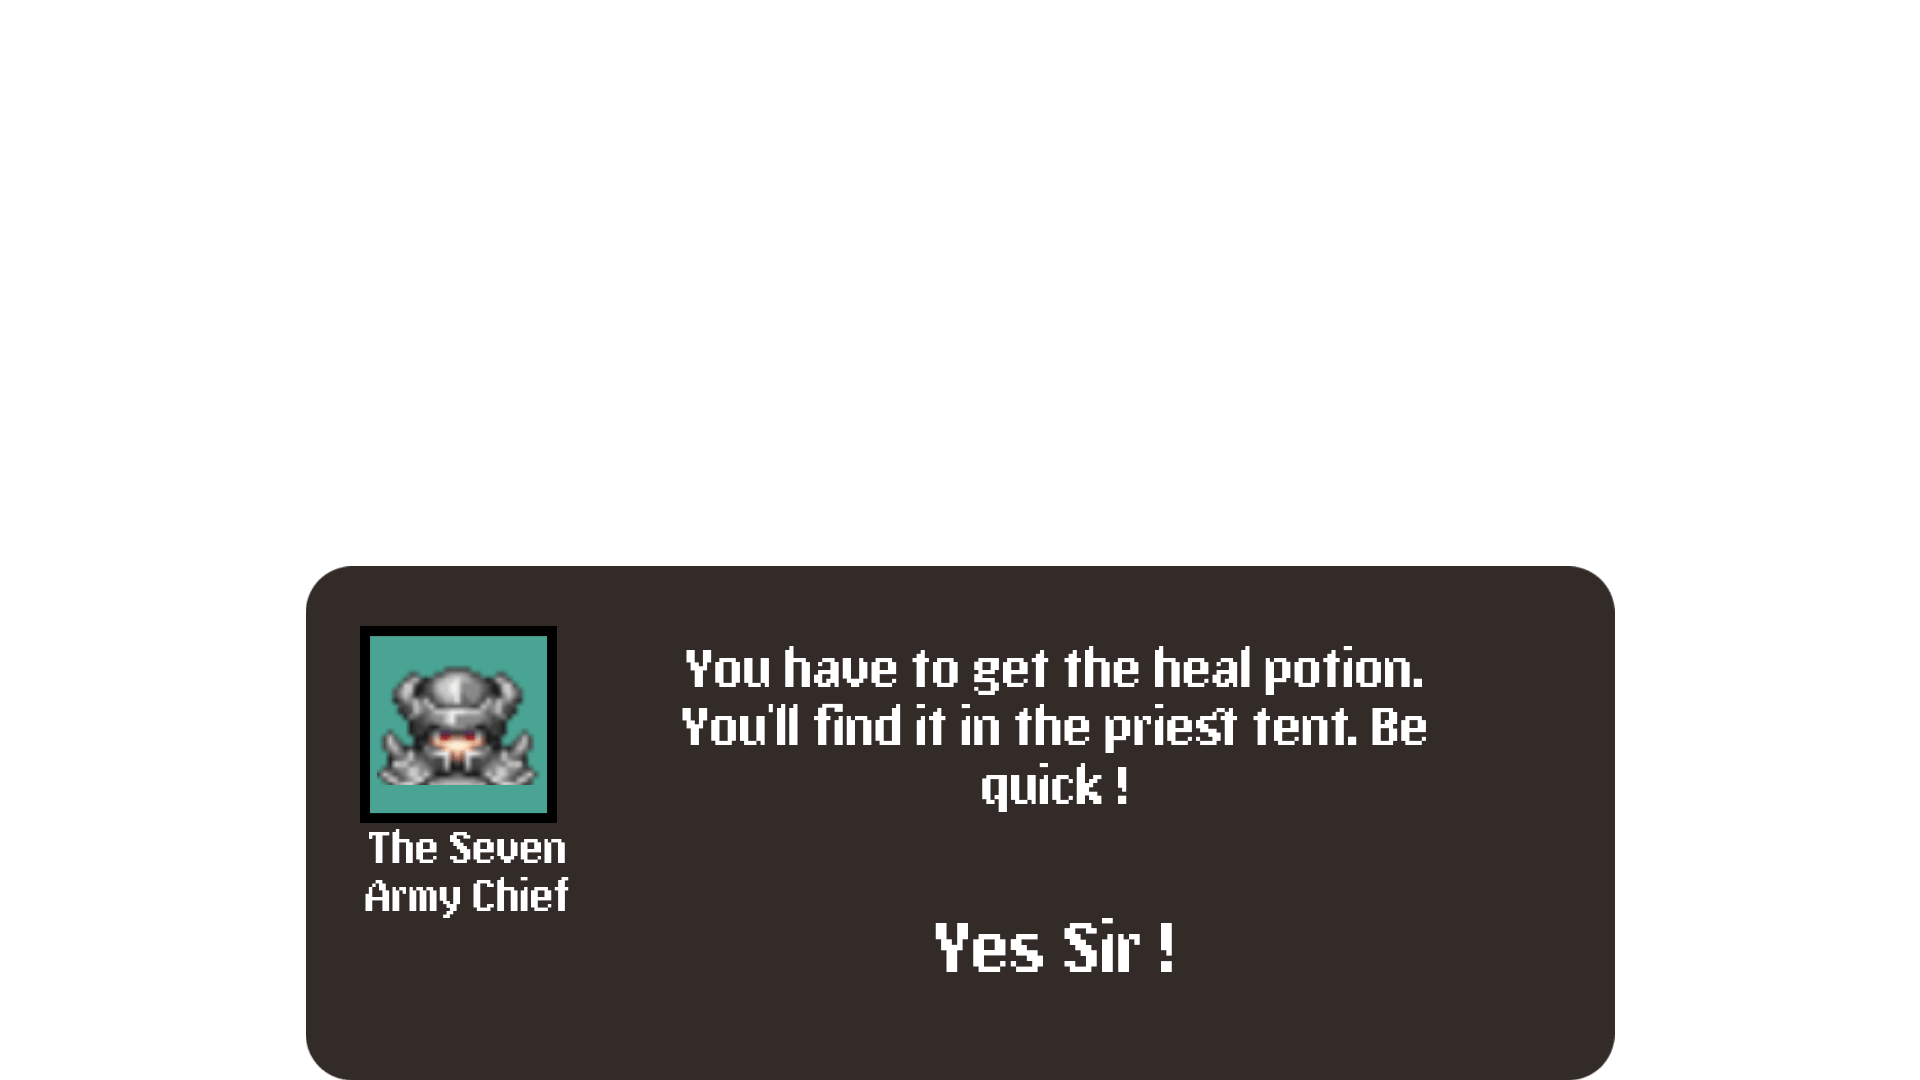 You have to get the heal potion.
You'll find it in the priest tent. Be
quick !
The Seven
Army Chief
Yes Sir !